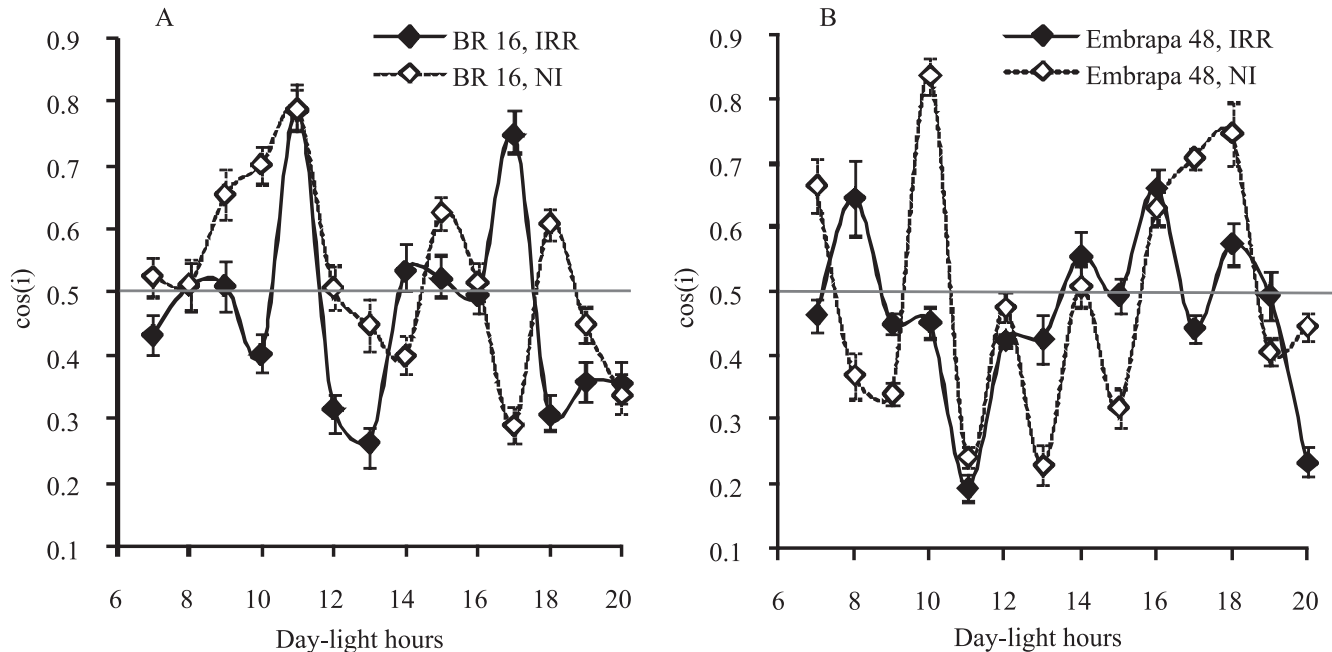 A
BR 16, IRR
BR 16, NI
0.9
0.8
0.7
0.6
0.5
0.4
0.3
0.2
0.1
cos(i)
6 8 10 12 14 16 18 20
Day-light hours
B
Embrapa 48, IRR
Embrapa 48, NI
0.9
0.8
0.7
0.6
0.5
0.4
0.3
0.2
0.1
cos(i)
6 8 10 12 14 16 18 20
Day-light hours